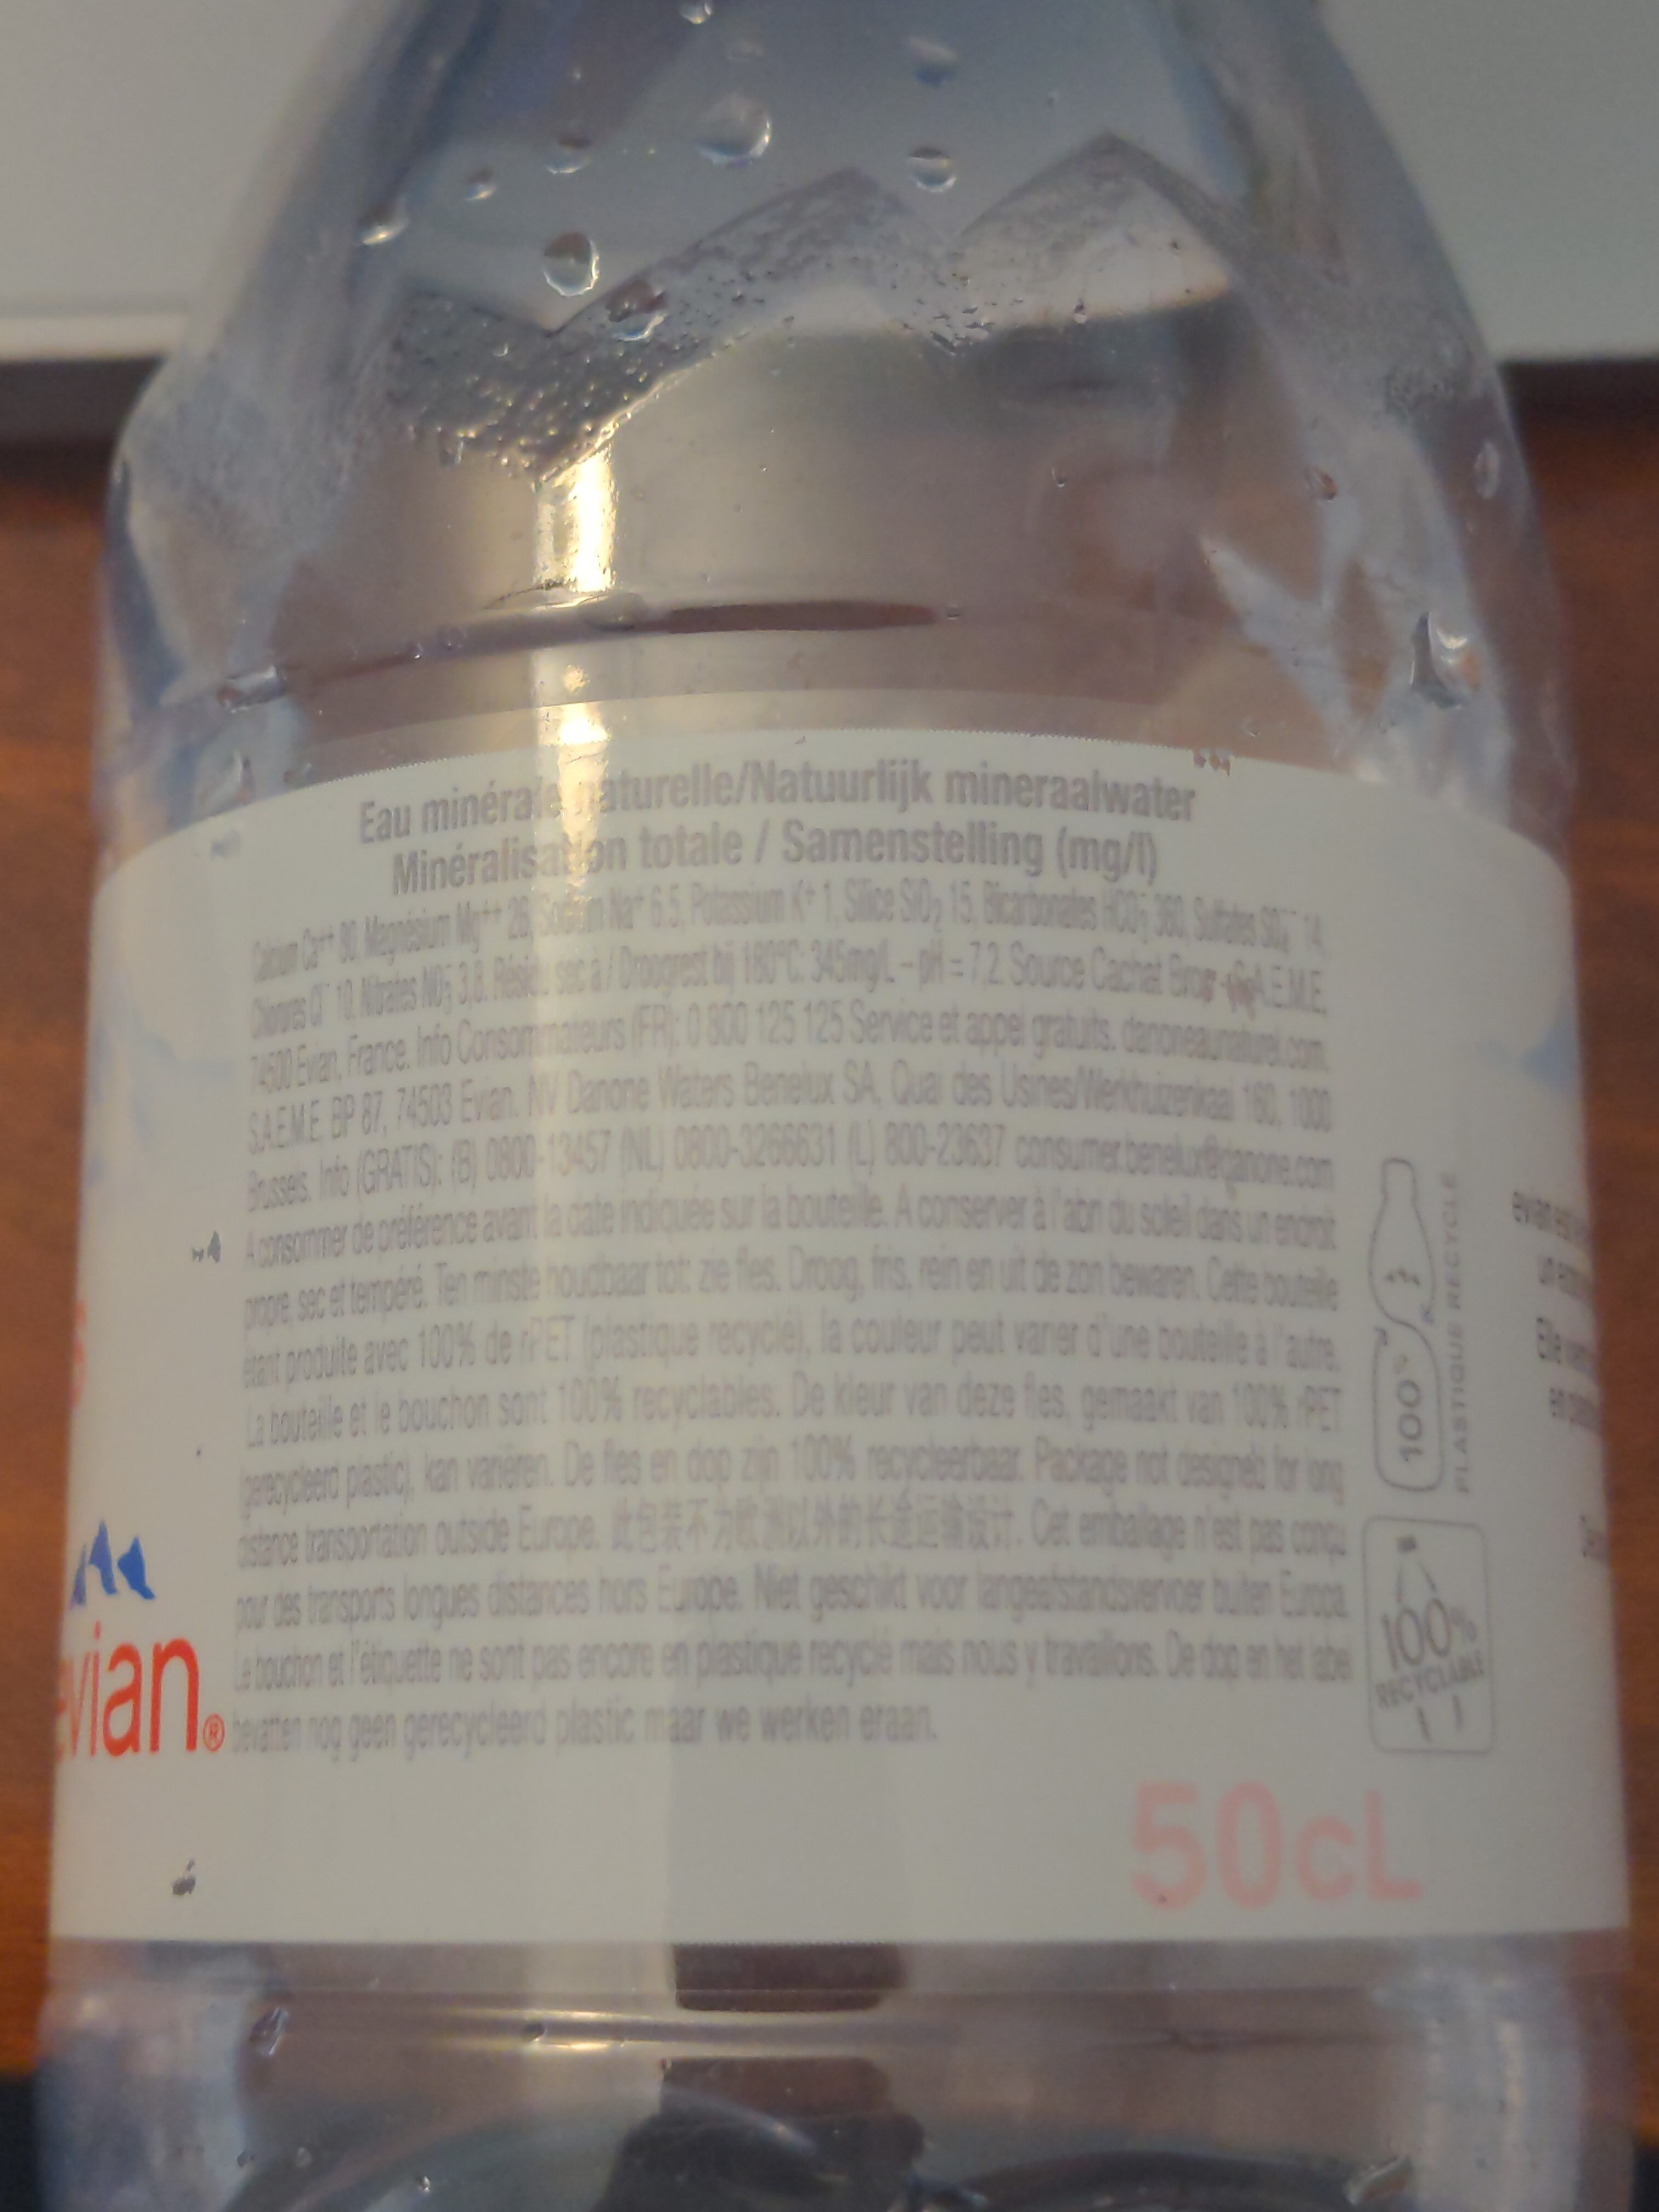 Eau minérale naturelle/Natuurlijk mineraalwater
Minéralisation totale / Samenstelling (mg/l)
Calcium Ca++ 80, Magnésium Mg++ 26, Sodium Na+ 6,5, Potassium K+ 1, Silice SiO2 15, Bicarbonates HCO3- 360, Sulfates SO4-- 14,
Chlorures Cl- 10, Nitrates NO3- 3,8. Résidu sec à / Droogrest bij 180°C: 345mg/L – pH = 7,2. Source Cachat S.A.E.M.E.
74500 Evian, France. Info Consommateurs (FR): 0 800 125 125 Service et appel gratuits. danoneaunaturel.com.
S.A.E.M.E. BP 87, 74503 Evian. NV Danone Waters Benelux SA, Quai des Usines/Werkhuizenkaai 160, 1000
Brussels. Info (GRATIS): (B) 0800-13457 (NL) 0800-3266631 (L) 800-23637 consumer.benelux@danone.com
A consommer de préférence avant la date indiquée sur la bouteille. A conserver à l'abri du soleil dans un endroit
propre, sec et tempéré. Ten minste houdbaar tot: zie fles. Droog, fris, rein en uit de zon bewaren. Cette bouteille
étant produite avec 100% de rPET (plastique recyclé), la couleur peut varier d'une bouteille à l'autre.
La bouteille et le bouchon sont 100% recyclables. De kleur van deze fles, gemaakt van 100% rPET
(gerecycleerd plastic), kan variëren. De fles en dop zijn 100% recycleerbaar. Package not designed for long
distance transportation outside Europe. 此包装不为欧洲以外的长途运输设计. Cet emballage n'est pas conçu
pour des transports longues distances hors Europe. Niet geschikt voor langeafstandsvervoer buiten Europa.
Le bouchon et l'étiquette ne sont pas encore en plastique recyclé mais nous y travaillons. De dop en het label
bevatten nog geen gerecycleerd plastic maar we werken eraan.
evian®
100%
PLASTIQUE RECYCLÉ
100%
RECYCLABLE
50cL